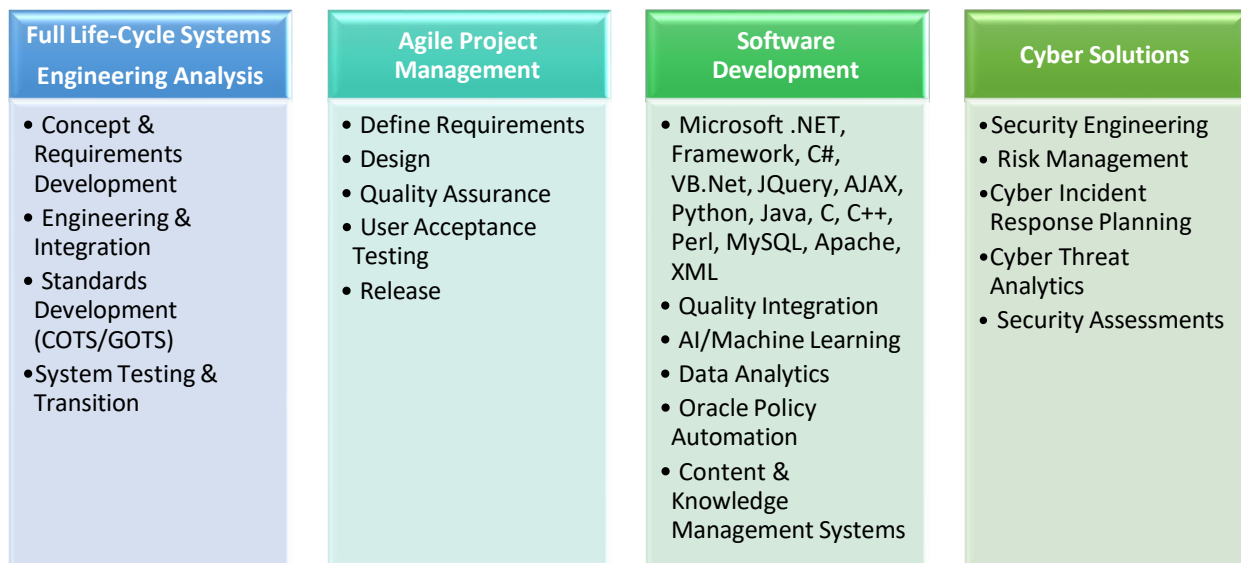 Full Life-Cycle Systems
Engineering Analysis
• Concept &
Requirements
Development
• Engineering &
Integration
• Standards
Development
(COTS/GOTS)
•System Testing &
Transition
Agile Project
Management
• Define Requirements
• Design
• Quality Assurance
• User Acceptance
Testing
• Release
Software
Development
• Microsoft .NET,
Framework, C#,
VB.Net, JQuery, AJAX,
Python, Java, C, C++,
Perl, MySQL, Apache,
XML
• Quality Integration
• AI/Machine Learning
• Data Analytics
• Oracle Policy
Automation
• Content &
Knowledge
Management Systems
Cyber Solutions
•Security Engineering
• Risk Management
•Cyber Incident
Response Planning
•Cyber Threat
Analytics
• Security Assessments